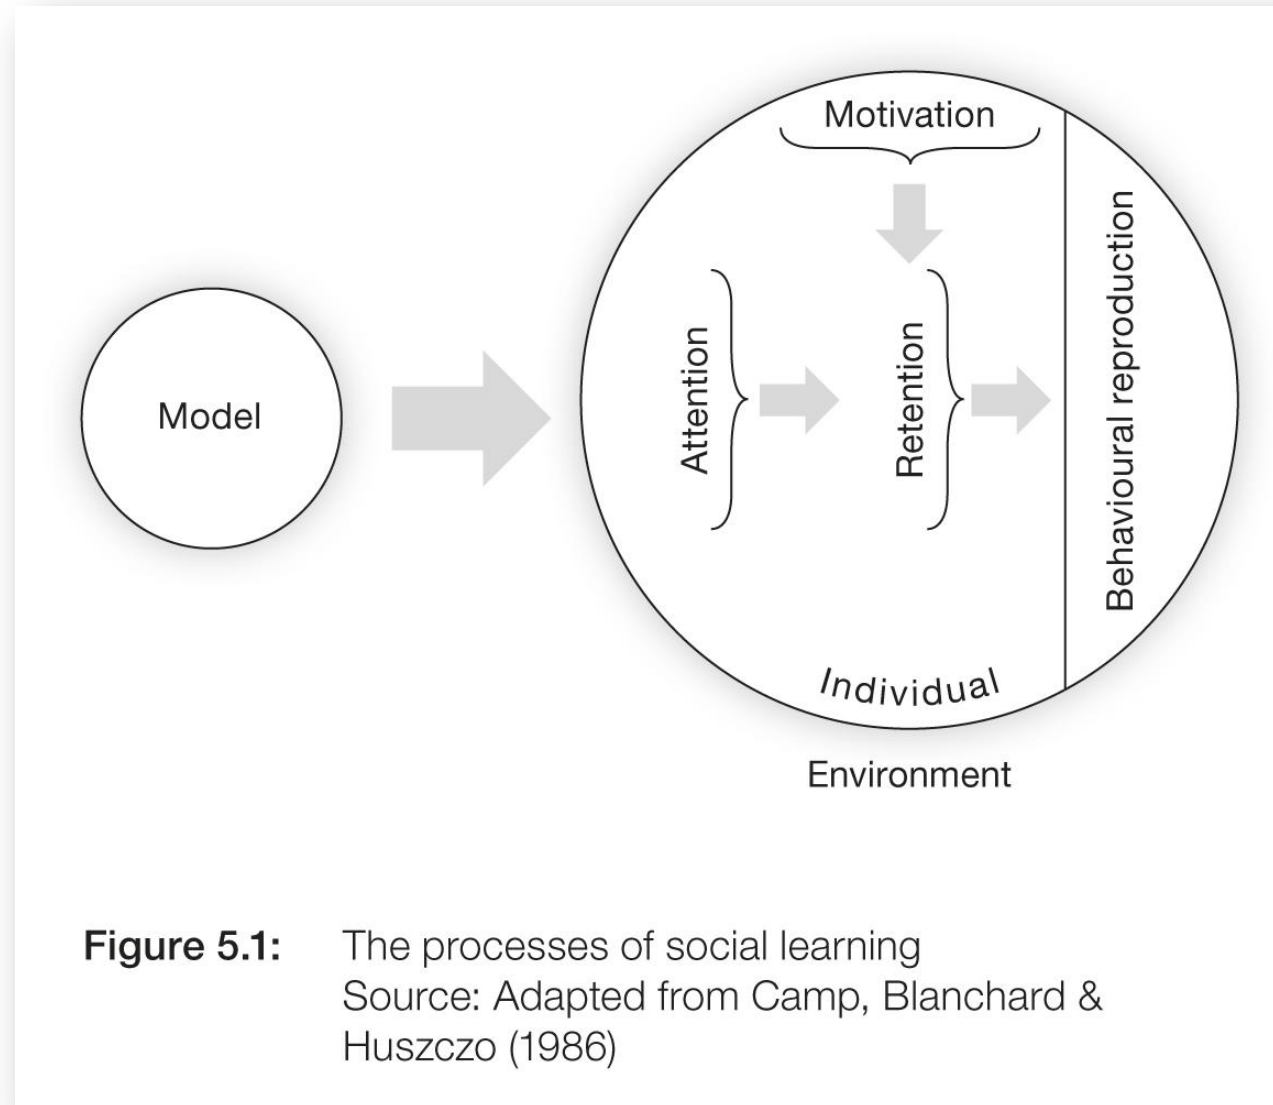 Motivation
Model
Attention
Retention
Behavioural reproduction
Individual
Environment
Figure 5.1: The processes of social learning
Source: Adapted from Camp, Blanchard &
Huszczo (1986)